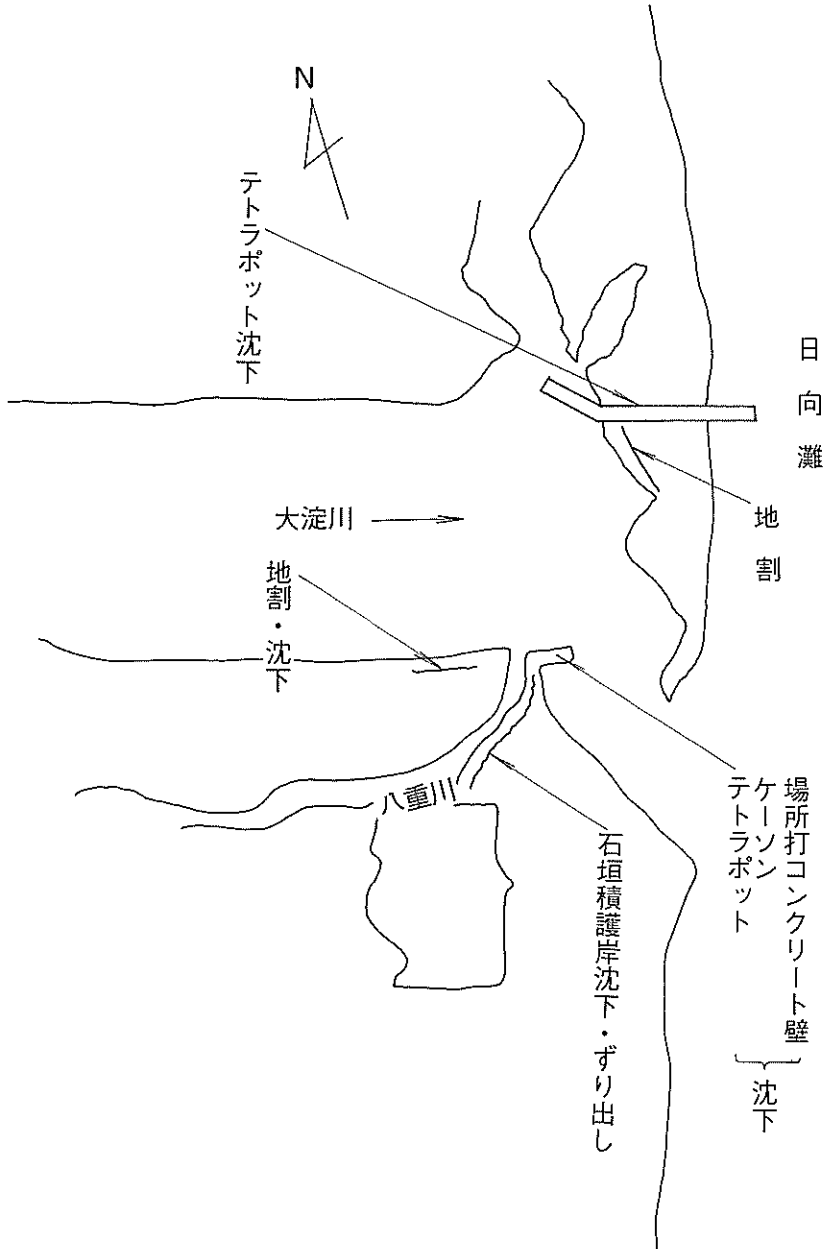 N
テトラポット沈下
日向灘
地割
大淀川
地割・沈下
八重川
場所打コンクリート壁
ケーソン
テトラポット
沈下
石垣積護岸沈下・ずり出し